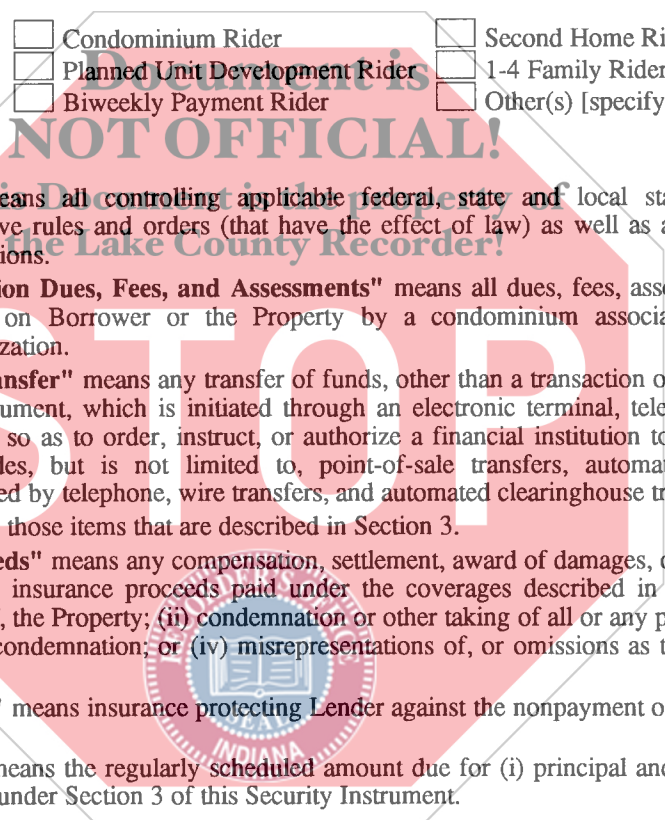 Condominium Rider Second Home Ri
Planned Unit Development Rider 1-4 Family Rider
Biweekly Payment Rider Other(s) [specify
Document is
NOT OFFICIAL!
This Document is the property of
the Lake County Recorder!
STOP
eans all controlling applicable federal, state and local sta
ve rules and orders (that have the effect of law) as well as a
ions.
ion Dues, Fees, and Assessments" means all dues, fees, asse
on Borrower or the Property by a condominium associa
zation.
ansfer" means any transfer of funds, other than a transaction o
ument, which is initiated through an electronic terminal, tele
so as to order, instruct, or authorize a financial institution to
les, but is not limited to, point-of-sale transfers, automa
ed by telephone, wire transfers, and automated clearinghouse tr
those items that are described in Section 3.
eds" means any compensation, settlement, award of damages, o
insurance proceeds paid under the coverages described in
, the Property; (ii) condemnation or other taking of all or any p
condemnation; or (iv) misrepresentations of, or omissions as t
" means insurance protecting Lender against the nonpayment o
means the regularly scheduled amount due for (i) principal and
under Section 3 of this Security Instrument.
RECORDER'S OFFICE
SEAL
INDIANA